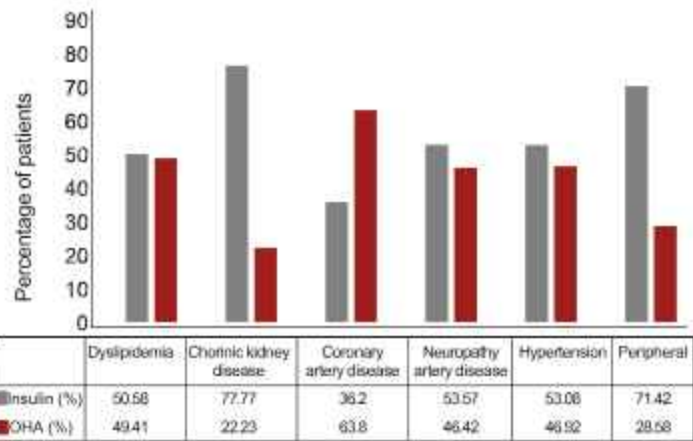 90
80
70
60
50
40
30
20
10
0
Percentage of patients
Dyslipidemia Chorinic kidney disease Coronary artery disease Neuropathy artery disease Hypertension Peripheral
Insulin (%) 50.58 77.77 36.2 53.57 53.08 71.42
OHA (%) 49.41 22.23 63.8 46.42 46.92 28.58